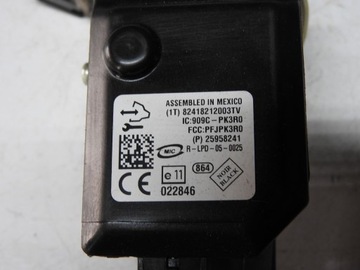 ASSEMBLED IN MEXICO
(1T) 82418212003TV
IC:909C-PK3R0
FCC:PFJPK3R0
(P) 25958241
R-LPD-05-0025
MIC
864
e 11
NOIR
BLACK
CE
022846